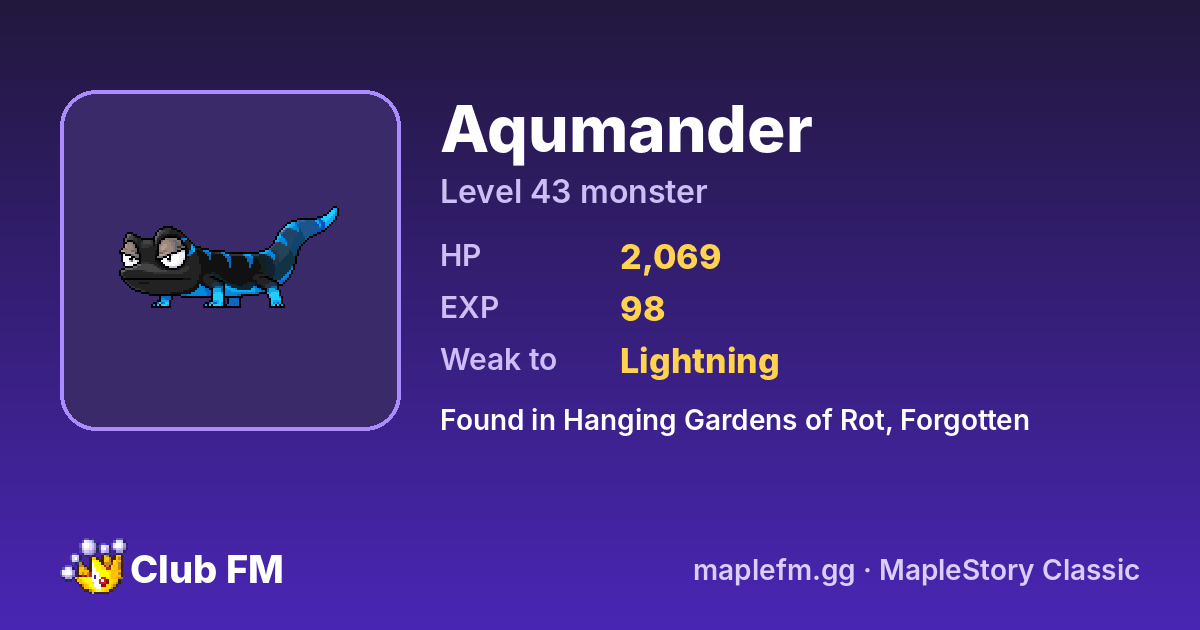 Aqumander
Level 43 monster
HP 2,069
EXP 98
Weak to Lightning
Found in Hanging Gardens of Rot, Forgotten
Club FM
maplefm.gg · MapleStory Classic